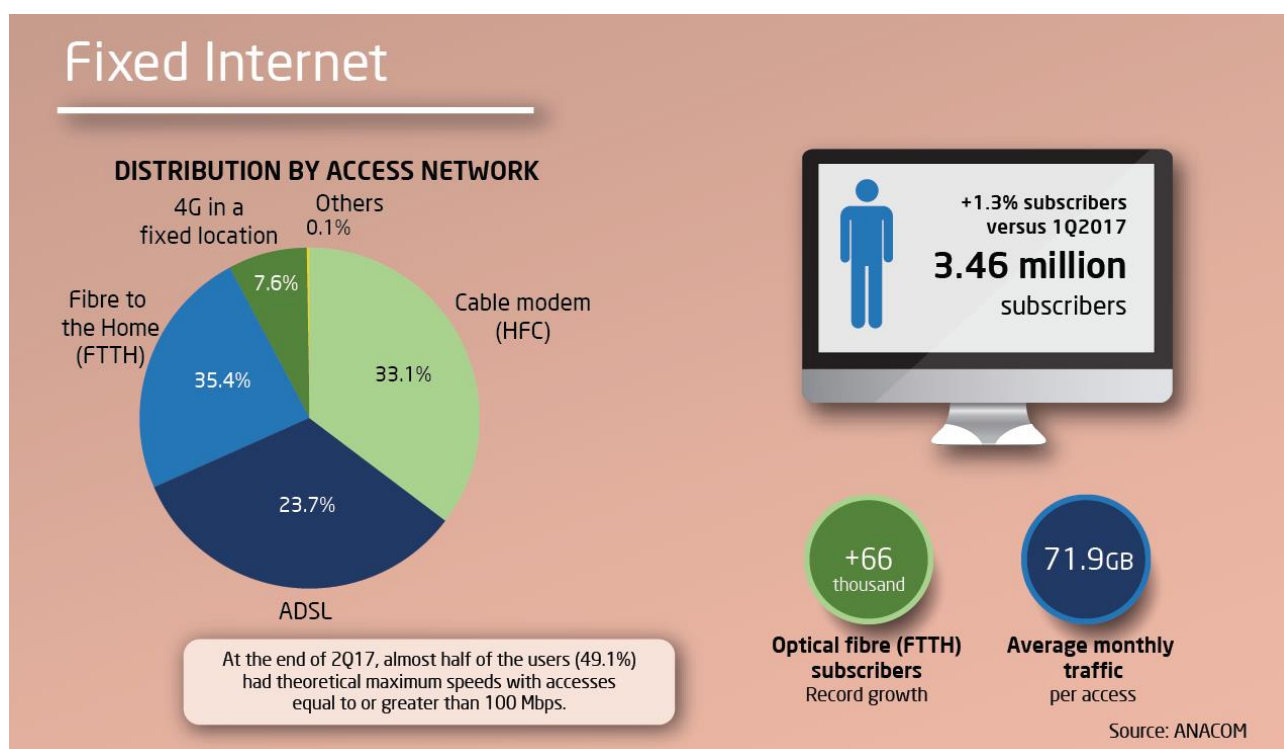 Fixed Internet
DISTRIBUTION BY ACCESS NETWORK
4G in a
fixed location
Others
0.1%
7.6%
Fibre to
the Home
(FTTH)
35.4%
Cable modem
(HFC)
33.1%
23.7%
ADSL
At the end of 2Q17, almost half of the users (49.1%)
had theoretical maximum speeds with accesses
equal to or greater than 100 Mbps.
+1.3% subscribers
versus 1Q2017
3.46 million
subscribers
+66
thousand
Optical fibre (FTTH)
subscribers
Record growth
71.9GB
Average monthly
traffic
per access
Source: ANACOM